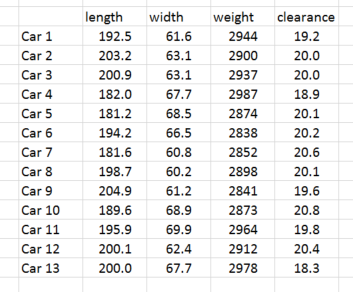 length width weight clearance
Car 1 192.5 61.6 2944 19.2
Car 2 203.2 63.1 2900 20.0
Car 3 200.9 63.1 2937 20.0
Car 4 182.0 67.7 2987 18.9
Car 5 181.2 68.5 2874 20.1
Car 6 194.2 66.5 2838 20.2
Car 7 181.6 60.8 2852 20.6
Car 8 198.7 60.2 2898 20.1
Car 9 204.9 61.2 2841 19.6
Car 10 189.6 68.9 2873 20.8
Car 11 195.9 69.9 2964 19.8
Car 12 200.1 62.4 2912 20.4
Car 13 200.0 67.7 2978 18.3